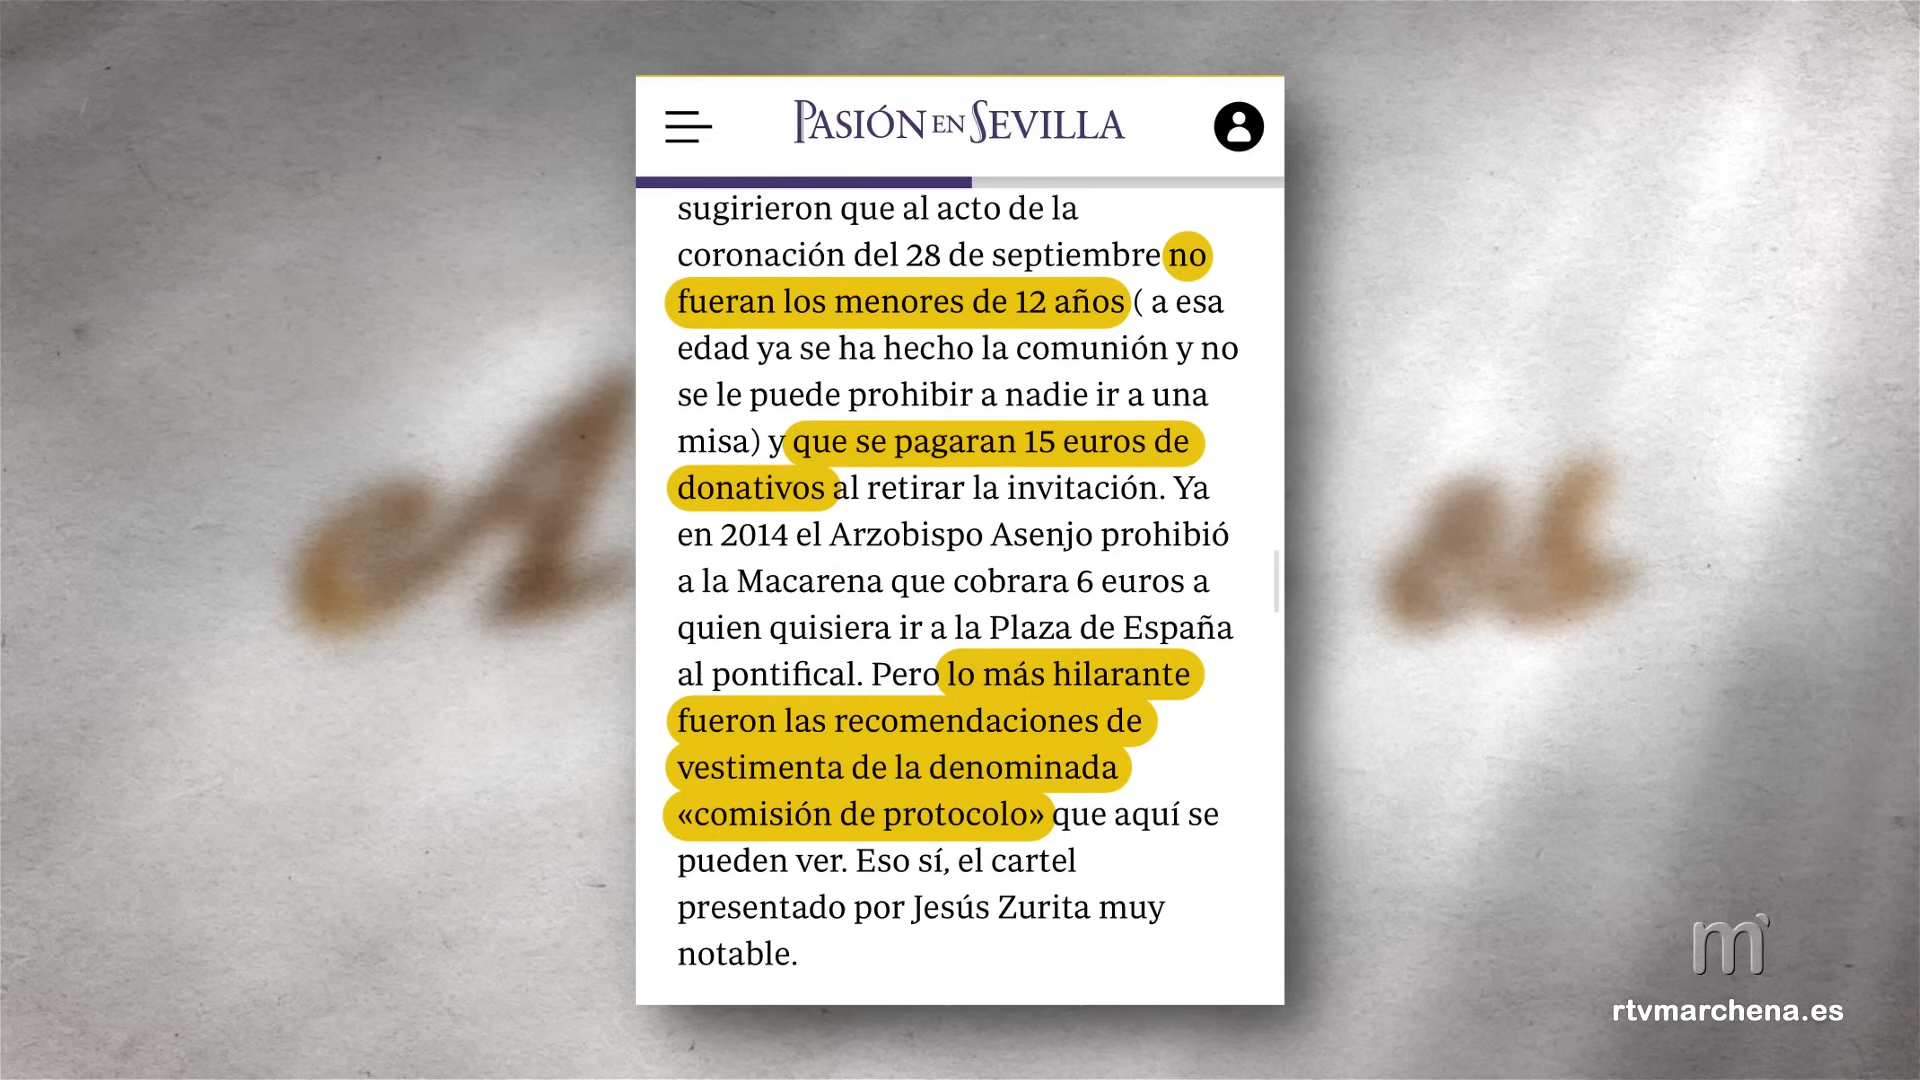 PASIÓN EN SEVILLA
sugirieron que al acto de la
coronación del 28 de septiembre no
fueran los menores de 12 años ( a esa
edad ya se ha hecho la comunión y no
se le puede prohibir a nadie ir a una
misa) y que se pagaran 15 euros de
donativos al retirar la invitación. Ya
en 2014 el Arzobispo Asenjo prohibió
a la Macarena que cobrara 6 euros a
quien quisiera ir a la Plaza de España
al pontifical. Pero lo más hilarante
fueron las recomendaciones de
vestimenta de la denominada
«comisión de protocolo» que aquí se
pueden ver. Eso sí, el cartel
presentado por Jesús Zurita muy
notable.
m
rtvmarchena.es